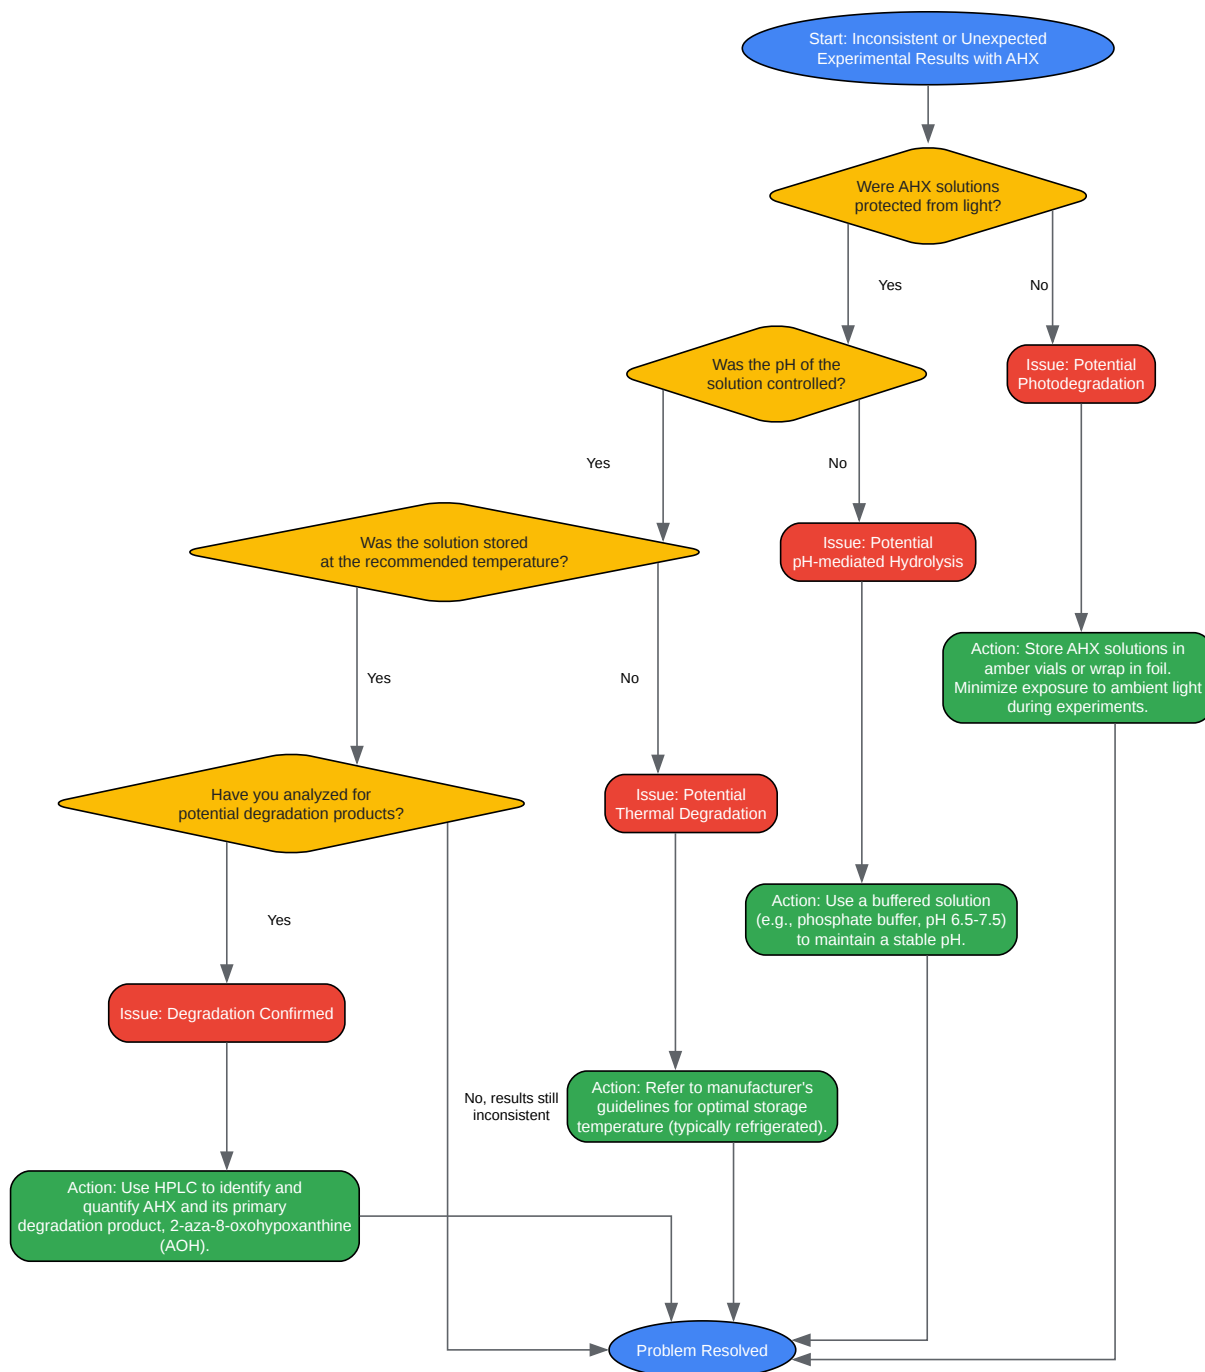 Start: Inconsistent or Unexpected
Experimental Results with AHX
Were AHX solutions
protected from light?
Yes
No
Was the pH of the
solution controlled?
Issue: Potential
Photodegradation
Yes
No
Was the solution stored
at the recommended temperature?
Issue: Potential
pH-mediated Hydrolysis
Action: Store AHX solutions in
amber vials or wrap in foil.
Minimize exposure to ambient light
during experiments.
Yes
No
Have you analyzed for
potential degradation products?
Issue: Potential
Thermal Degradation
Action: Use a buffered solution
(e.g., phosphate buffer, pH 6.5-7.5)
to maintain a stable pH.
Yes
Issue: Degradation Confirmed
No, results still
inconsistent
Action: Refer to manufacturer's
guidelines for optimal storage
temperature (typically refrigerated).
Action: Use HPLC to identify and
quantify AHX and its primary
degradation product, 2-aza-8-oxohypoxanthine
(AOH).
Problem Resolved